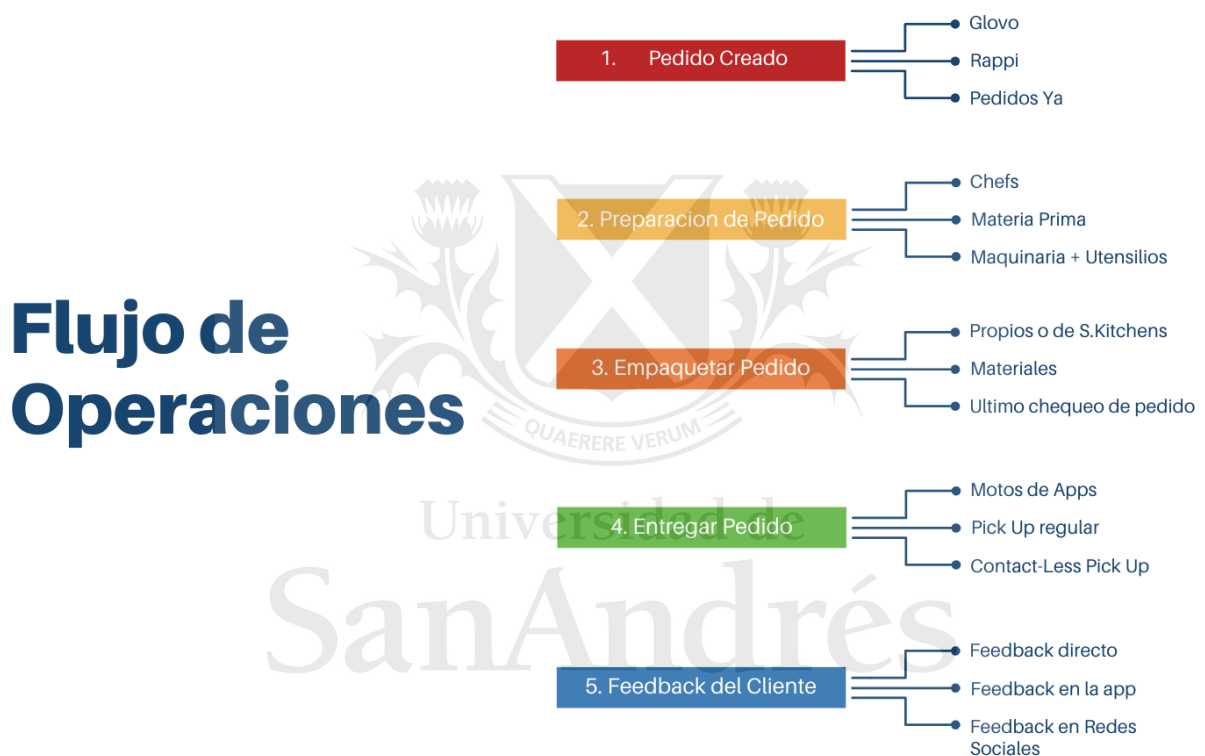 Flujo de
Operaciones
1. Pedido Creado
Glovo
Rappi
Pedidos Ya
2. Preparacion de Pedido
Chefs
Materia Prima
Maquinaria + Utensilios
3. Empaquetar Pedido
Propios o de S.Kitchens
Materiales
Ultimo chequeo de pedido
4. Entregar Pedido
Motos de Apps
Pick Up regular
Contact-Less Pick Up
5. Feedback del Cliente
Feedback directo
Feedback en la app
Feedback en Redes
Sociales
QUAERERE VERUM
Universidad de
SanAndrés